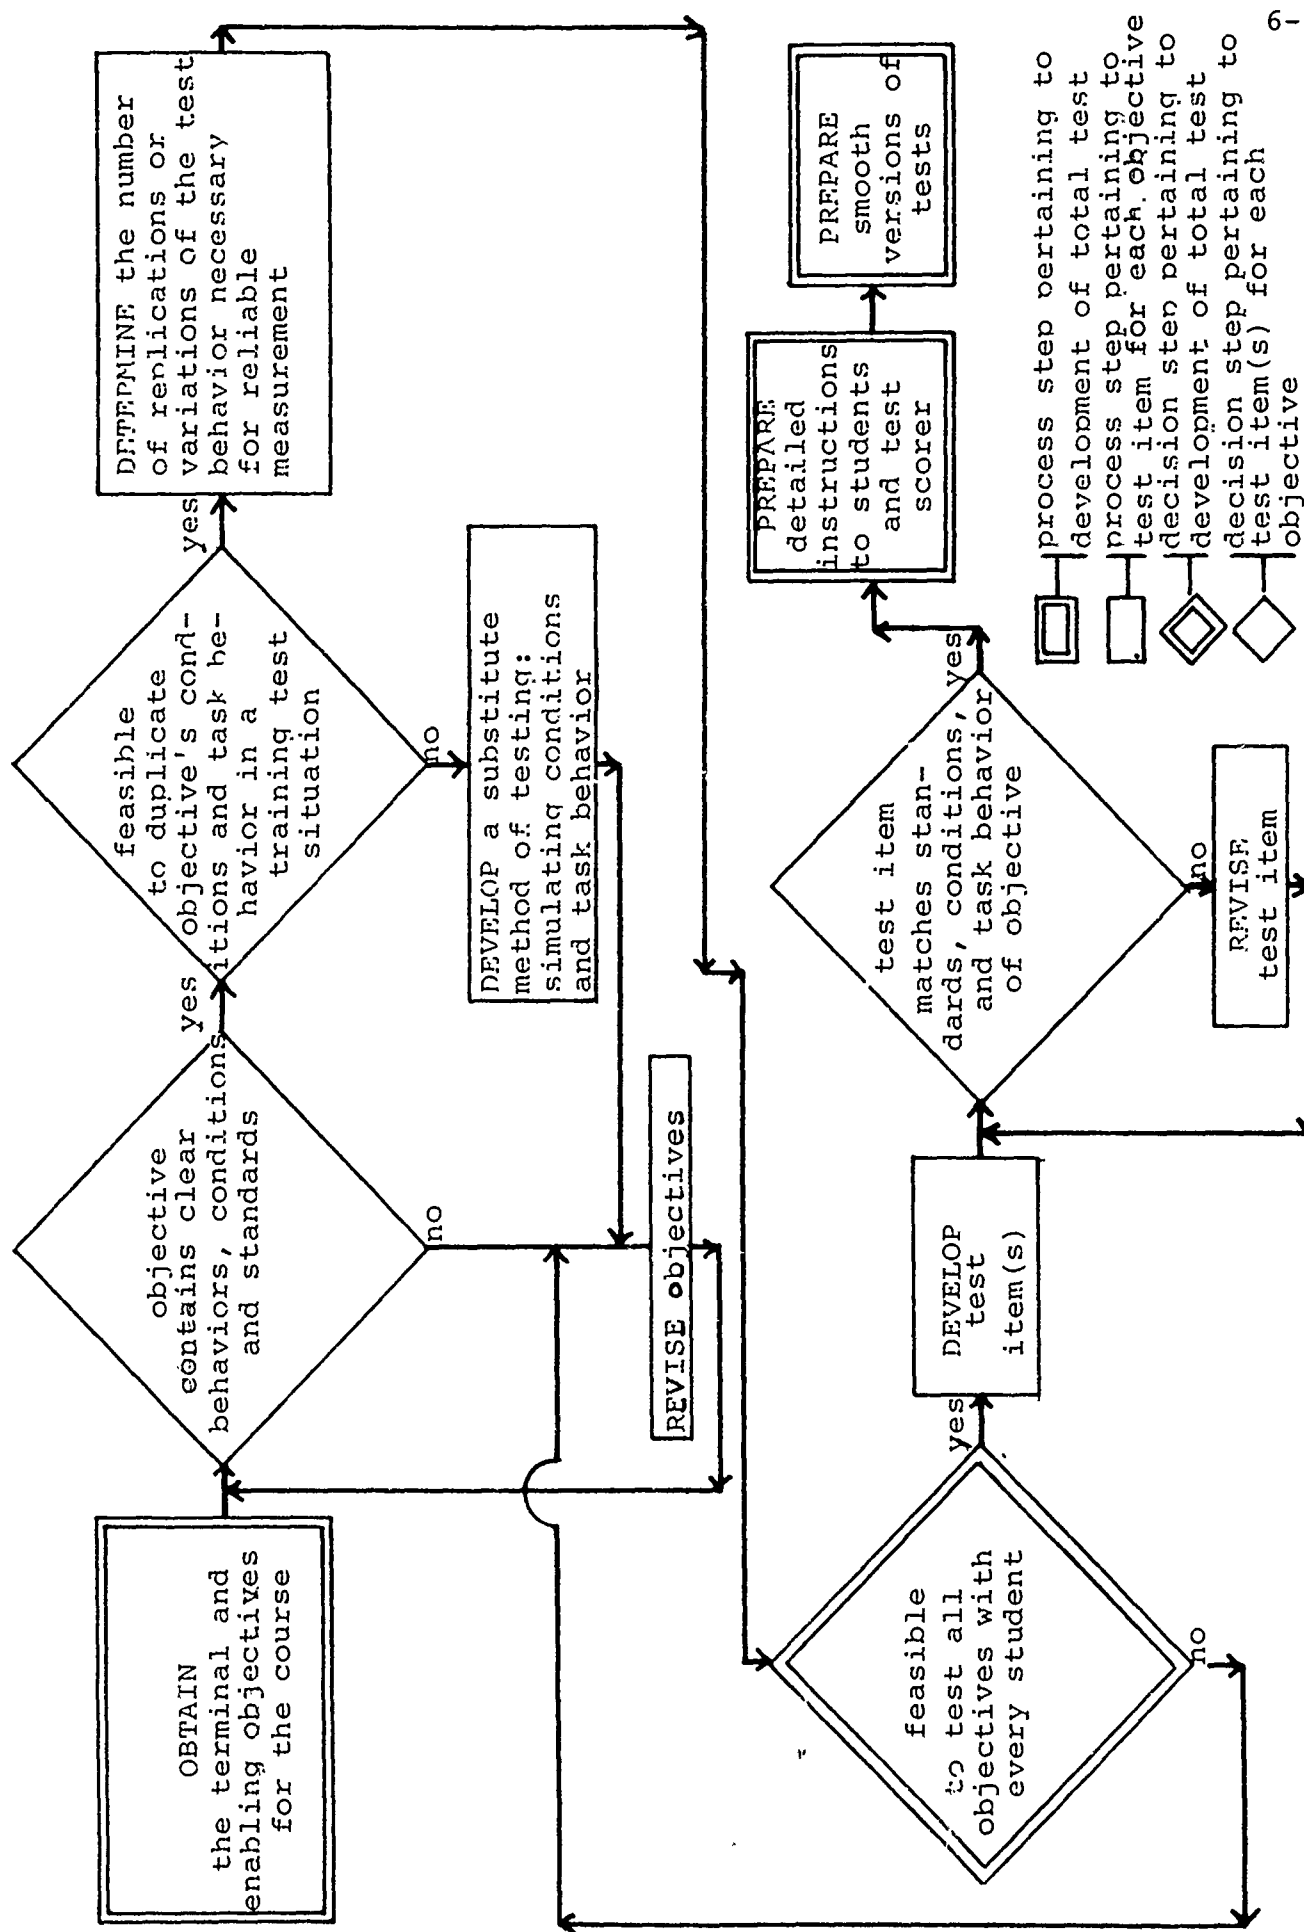 OBTAIN
the terminal and
enabling objectives
for the course
objective
contains clear
behaviors, conditions
and standards
yes
no
feasible
to duplicate
objective's cond-
itions and task be-
havior in a
training test
situation
yes
no
DETEPMINE the number
of replications or
variations of the test
behavior necessary
for reliable
measurement
DEVELOP a substitute
method of testing:
simulating conditions
and task behavior
REVISE objectives
feasible
to test all
objectives with
every student
yes
no
DEVELOP
test
item(s)
test item
matches stan-
dards, conditions,
and task behavior
of objective
yes
no
REVISE
test item
PREPARE
detailed
instructions
to students
and test
scorer
PREPARE
smooth
versions of
tests
process step pertaining to
development of total test
process step pertaining to
test item for each objective
decision step pertaining to
development of total test
decision step pertaining to
test item(s) for each
objective
6-